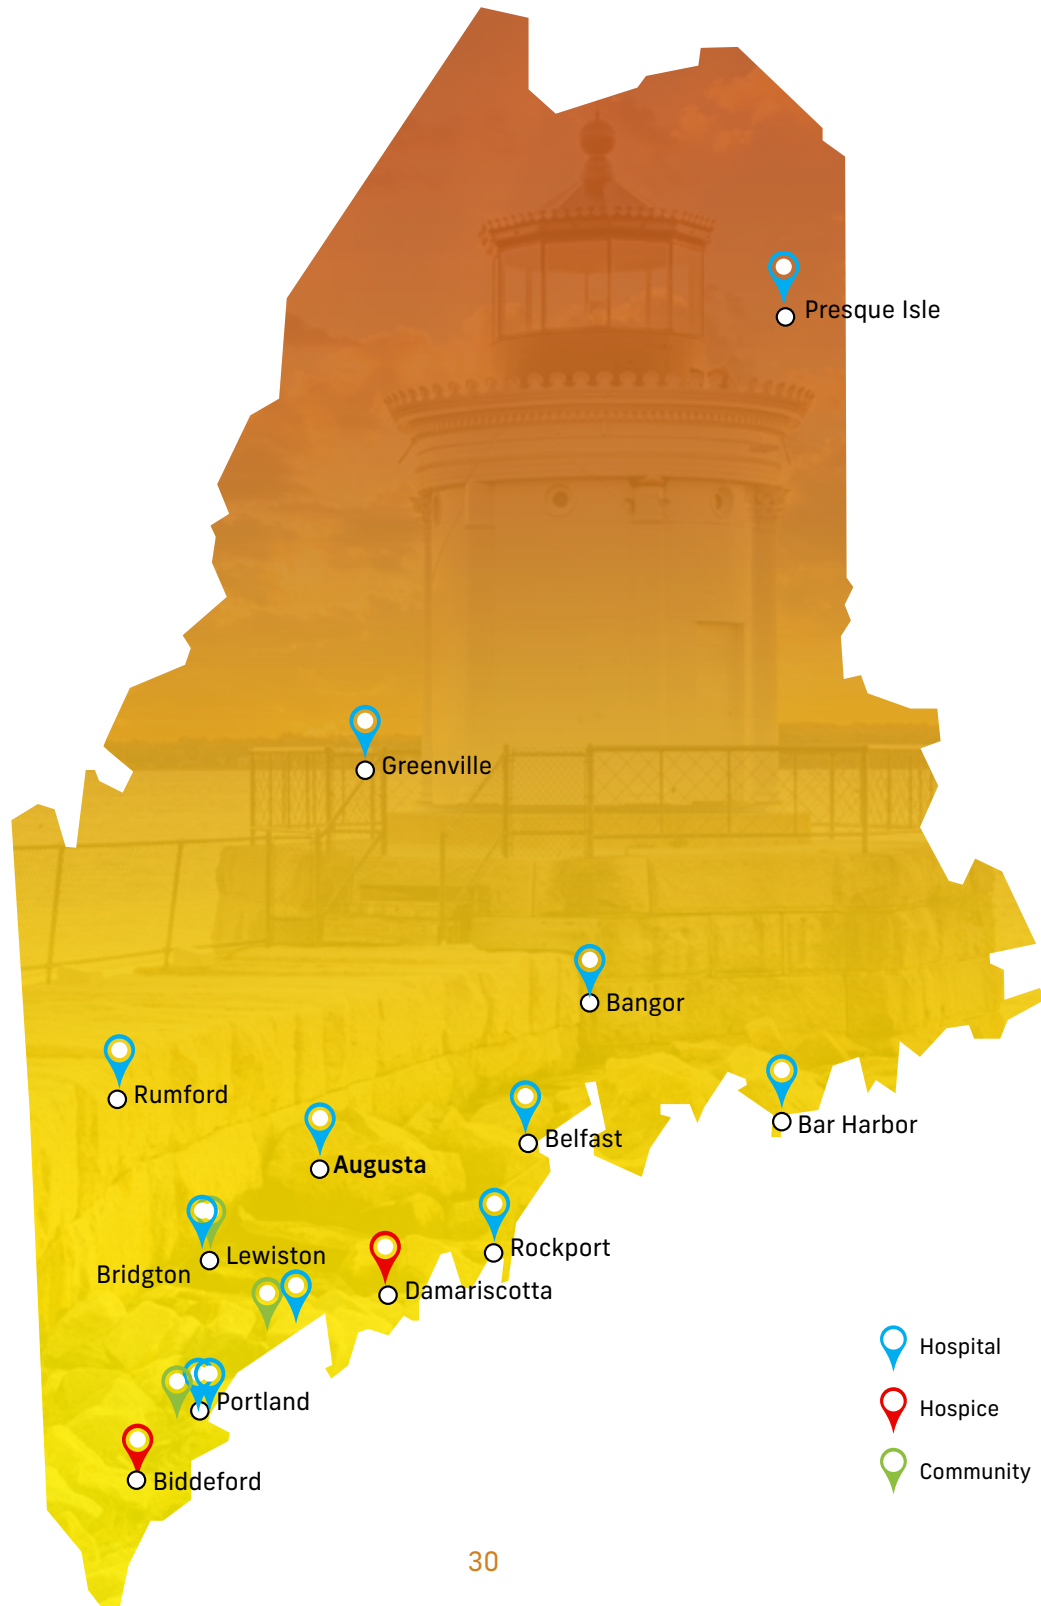 Presque Isle
Greenville
Bangor
Rumford
Bar Harbor
Belfast
Augusta
Rockport
Lewiston
Bridgton
Damariscotta
Hospital
Portland
Hospice
Community
Biddeford
30